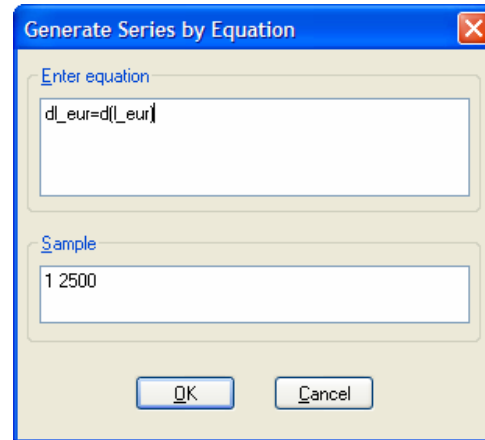 Generate Series by Equation
Enter equation
dl_eur=d(l_eur)
Sample
1 2500
OK
Cancel